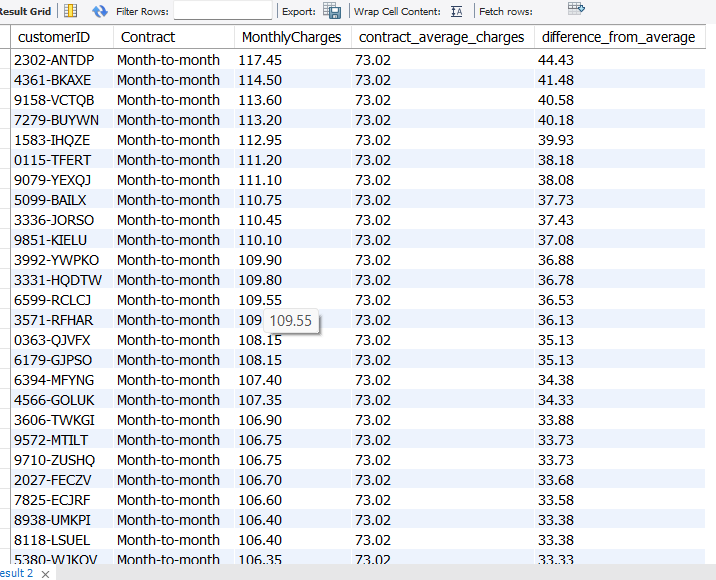 Result Grid Filter Rows: Export: Wrap Cell Content: IA Fetch rows:
customerID Contract MonthlyCharges contract_average_charges difference_from_average
2302-ANTDP Month-to-month 117.45 73.02 44.43
4361-BKAXE Month-to-month 114.50 73.02 41.48
9158-VCTQB Month-to-month 113.60 73.02 40.58
7279-BUYWN Month-to-month 113.20 73.02 40.18
1583-IHQZE Month-to-month 112.95 73.02 39.93
0115-TFERT Month-to-month 111.20 73.02 38.18
9079-YEXQJ Month-to-month 111.10 73.02 38.08
5099-BAILX Month-to-month 110.75 73.02 37.73
3336-JORSO Month-to-month 110.45 73.02 37.43
9851-KIELU Month-to-month 110.10 73.02 37.08
3992-YWPKO Month-to-month 109.90 73.02 36.88
3331-HQDTW Month-to-month 109.80 73.02 36.78
6599-RCLCJ Month-to-month 109.55 73.02 36.53
3571-RFHAR Month-to-month 109 109.55 73.02 36.13
0363-QJVFX Month-to-month 108.15 73.02 35.13
6179-GJPSO Month-to-month 108.15 73.02 35.13
6394-MFYNG Month-to-month 107.40 73.02 34.38
4566-GOLUK Month-to-month 107.35 73.02 34.33
3606-TWKGI Month-to-month 106.90 73.02 33.88
9572-MTILT Month-to-month 106.75 73.02 33.73
9710-ZUSHQ Month-to-month 106.75 73.02 33.73
2027-FECZV Month-to-month 106.70 73.02 33.68
7825-ECJRF Month-to-month 106.60 73.02 33.58
8938-UMKPI Month-to-month 106.40 73.02 33.38
8118-LSUEL Month-to-month 106.40 73.02 33.38
5380-WJKOV Month-to-month 106.35 73.02 33.33
esult 2